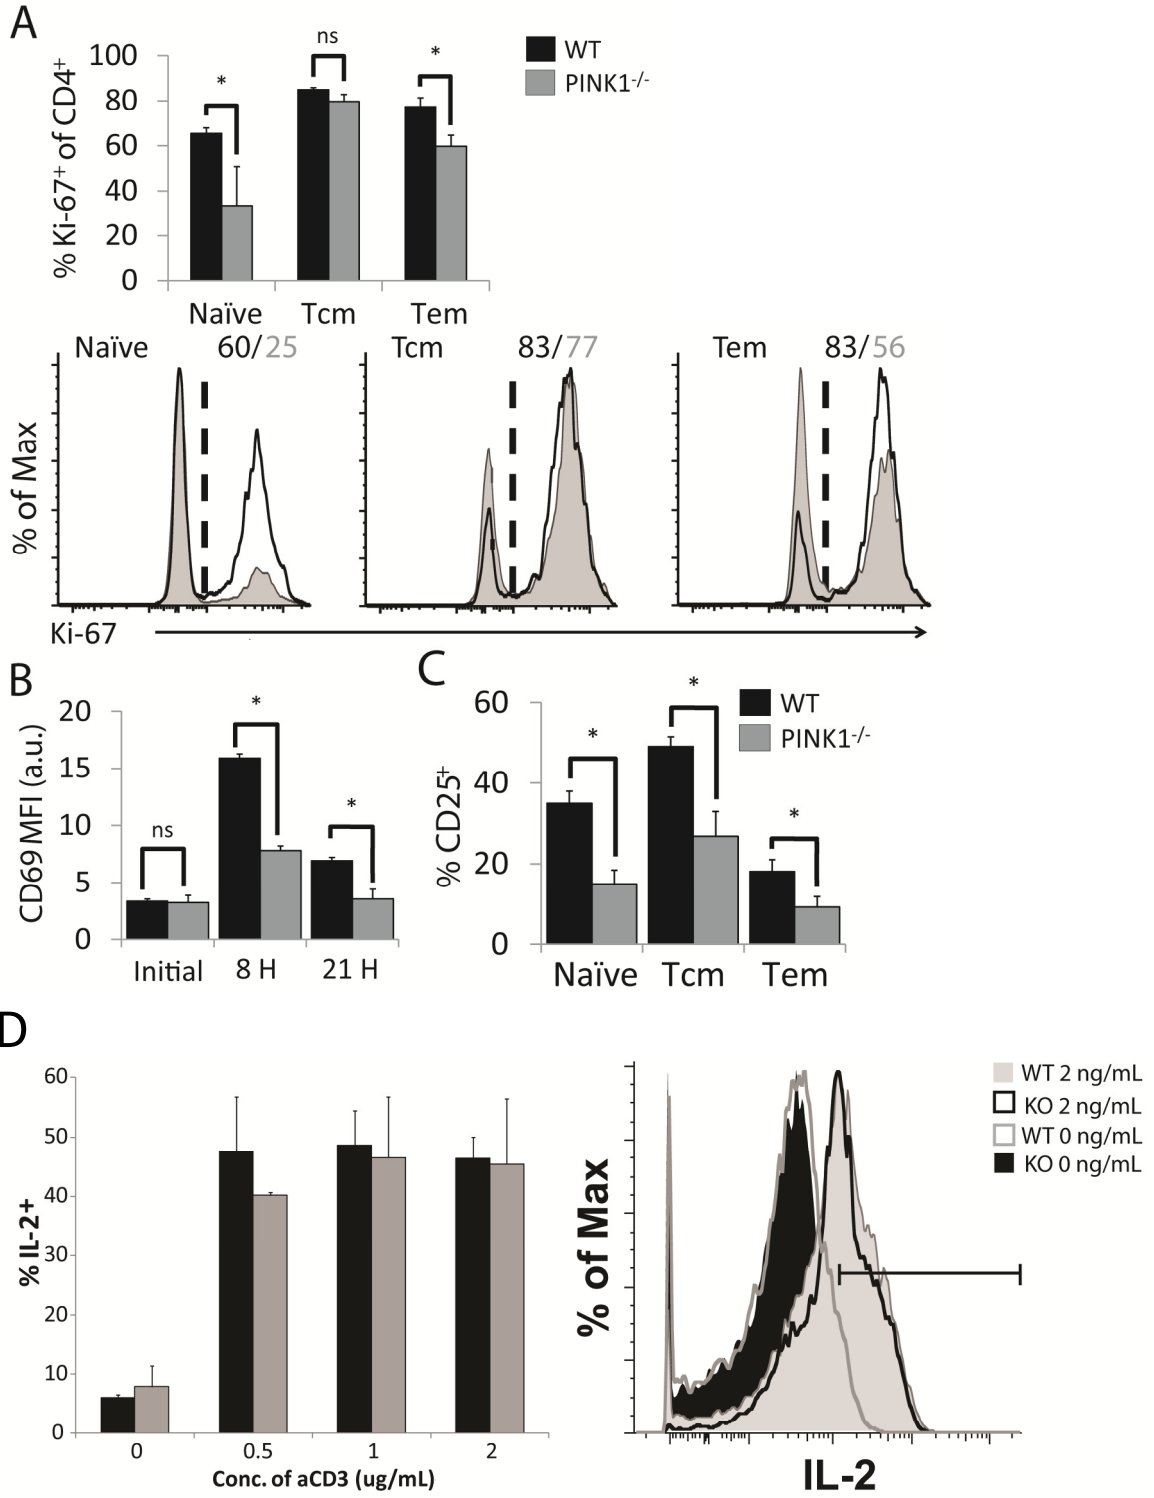 A
% Ki-67+ of CD4+
100
80
60
40
20
0
*
ns
*
WT
PINK1-/-
Naïve
Tcm
Tem
Naïve 60/25
Tcm 83/77
Tem 83/56
% of Max
Ki-67
B
CD69 MFI (a.u.)
20
15
10
5
0
ns
*
*
Initial
8 H
21 H
C
% CD25+
60
40
20
0
*
*
*
WT
PINK1-/-
Naïve
Tcm
Tem
D
% IL-2+
60
50
40
30
20
10
0
0
0.5
1
2
Conc. of aCD3 (ug/mL)
% of Max
WT 2 ng/mL
KO 2 ng/mL
WT 0 ng/mL
KO 0 ng/mL
IL-2